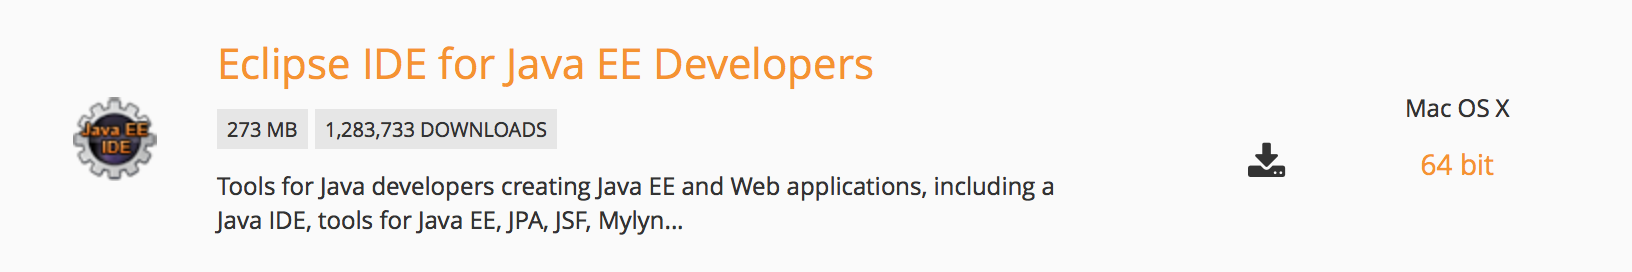 Eclipse IDE for Java EE Developers
Java EE
IDE
273 MB 1,283,733 DOWNLOADS
Tools for Java developers creating Java EE and Web applications, including a
Java IDE, tools for Java EE, JPA, JSF, Mylyn...
Mac OS X
64 bit